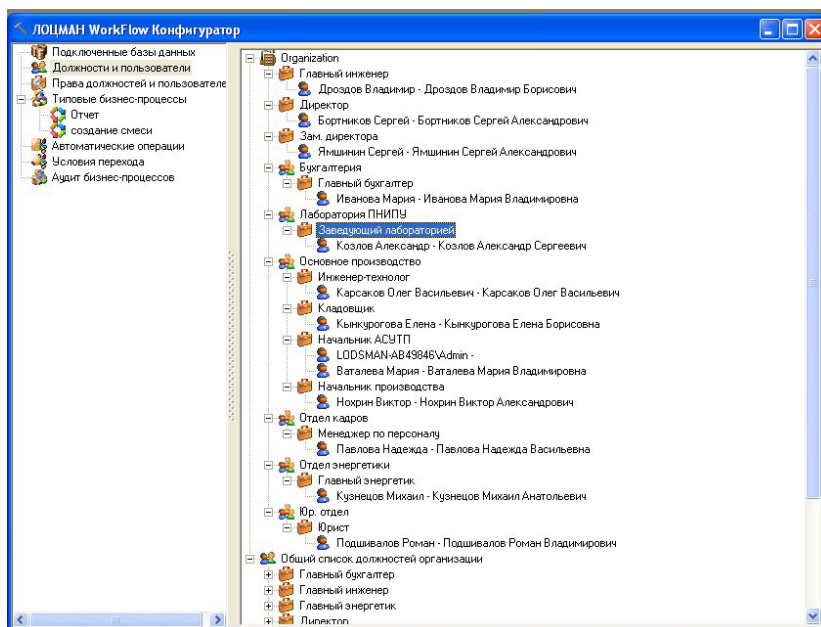 ЛОЦМАН WorkFlow Конфигуратор
Подключенные базы данных
Должности и пользователи
Права должностей и пользователе
Типовые бизнес-процессы
Отчет
создание смеси
Автоматические операции
Условия перехода
Аудит бизнес-процессов
Organization
Главный инженер
Дроздов Владимир - Дроздов Владимир Борисович
Директор
Бортников Сергей - Бортников Сергей Александрович
Зам. директора
Ямшинин Сергей - Ямшинин Сергей Александрович
Бухгалтерия
Главный бухгалтер
Иванова Мария - Иванова Мария Владимировна
Лаборатория ПНИПУ
Заведующий лабораторией
Козлов Александр - Козлов Александр Сергеевич
Основное производство
Инженер-технолог
Карсаков Олег Васильевич - Карсаков Олег Васильевич
Кладовщик
Кынкурогова Елена - Кынкурогова Елена Борисовна
Начальник АСУТП
LODSMAN-AB49846\Admin -
Ваталева Мария - Ваталева Мария Владимировна
Начальник производства
Нохрин Виктор - Нохрин Виктор Александрович
Отдел кадров
Менеджер по персоналу
Павлова Надежда - Павлова Надежда Васильевна
Отдел энергетики
Главный энергетик
Кузнецов Михаил - Кузнецов Михаил Анатольевич
Юр. отдел
Юрист
Подшивалов Роман - Подшивалов Роман Владимирович
Общий список должностей организации
Главный бухгалтер
Главный инженер
Главный энергетик
Директор